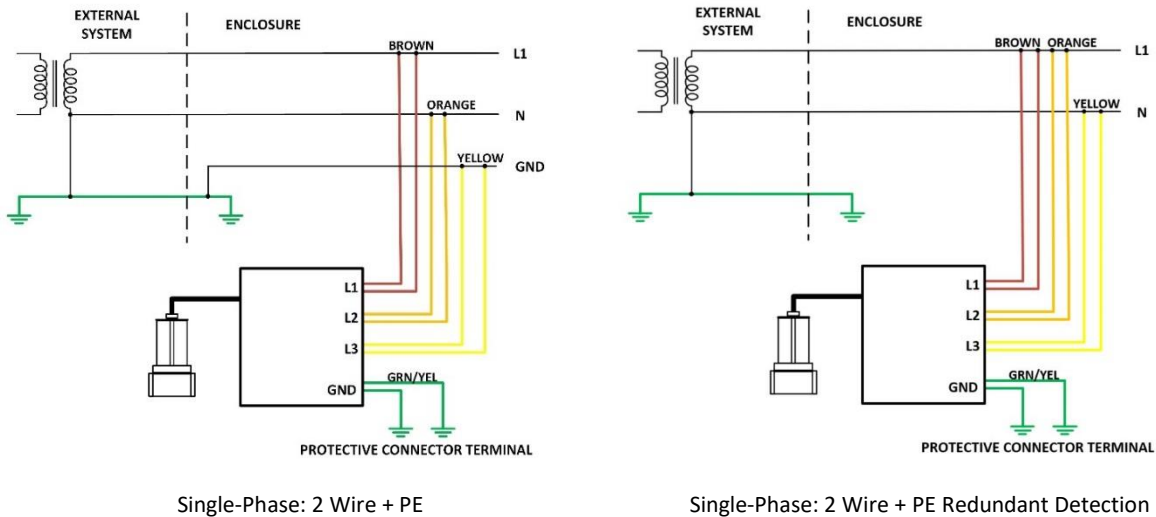 EXTERNAL
SYSTEM
ENCLOSURE
BROWN
L1
ORANGE
N
YELLOW
GND
L1
L2
L3
GND
GRN/YEL
PROTECTIVE CONNECTOR TERMINAL
Single-Phase: 2 Wire + PE
EXTERNAL
SYSTEM
ENCLOSURE
BROWN ORANGE
L1
YELLOW
N
L1
L2
L3
GND
GRN/YEL
PROTECTIVE CONNECTOR TERMINAL
Single-Phase: 2 Wire + PE Redundant Detection